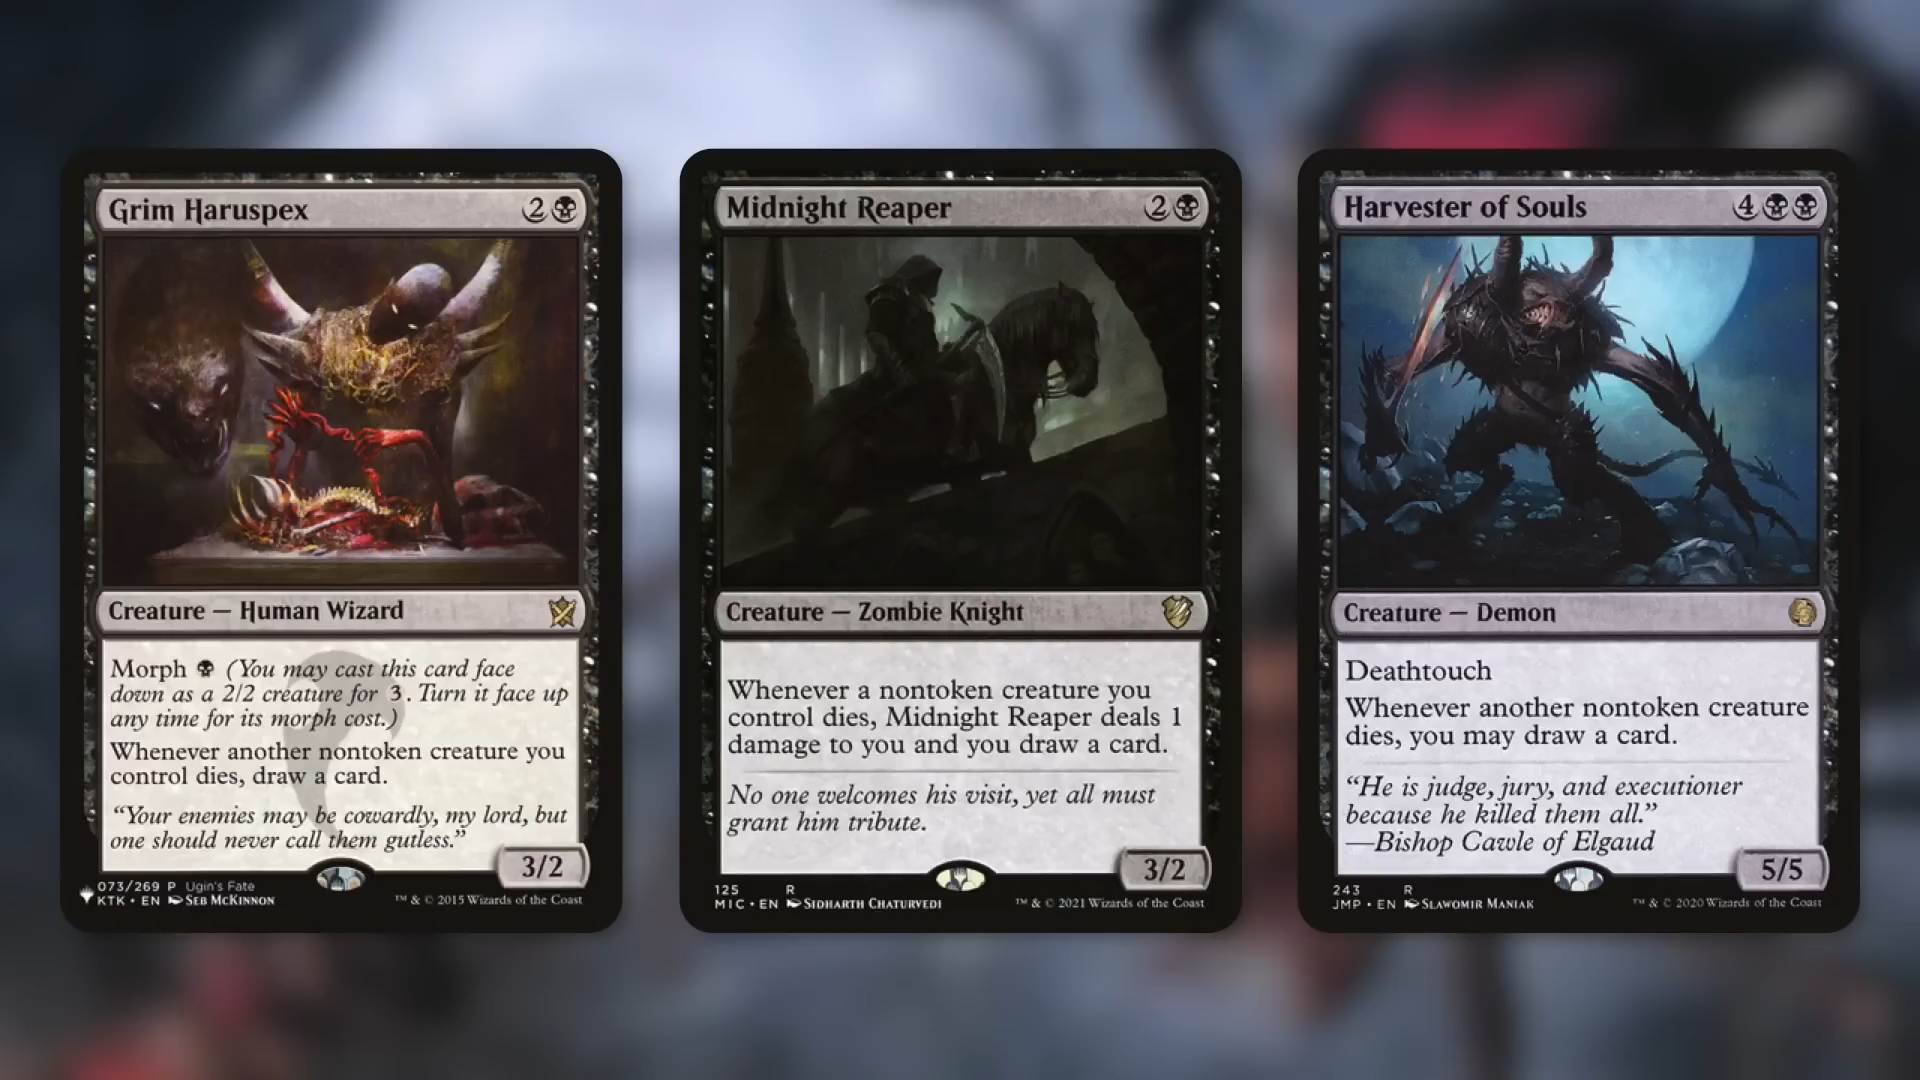 Grim Haruspex 2
Creature — Human Wizard
Morph (You may cast this card face
down as a 2/2 creature for 3. Turn it face up
any time for its morph cost.)
Whenever another nontoken creature you
control dies, draw a card.
“Your enemies may be cowardly, my lord, but
one should never call them gutless.”
3/2
073/269 P Ugin's Fate
KTK • EN Seb McKinnon
™ & © 2015 Wizards of the Coast
Midnight Reaper 2
Creature — Zombie Knight
Whenever a nontoken creature you
control dies, Midnight Reaper deals 1
damage to you and you draw a card.
No one welcomes his visit, yet all must
grant him tribute.
3/2
125 R
MIC • EN Sidharth Chaturvedi
™ & © 2021 Wizards of the Coast
Harvester of Souls 4
Creature — Demon
Deathtouch
Whenever another nontoken creature
dies, you may draw a card.
“He is judge, jury, and executioner
because he killed them all.”
—Bishop Cawle of Elgaud
5/5
243 R
JMP • EN Slawomir Maniak
™ & © 2020 Wizards of the Coast